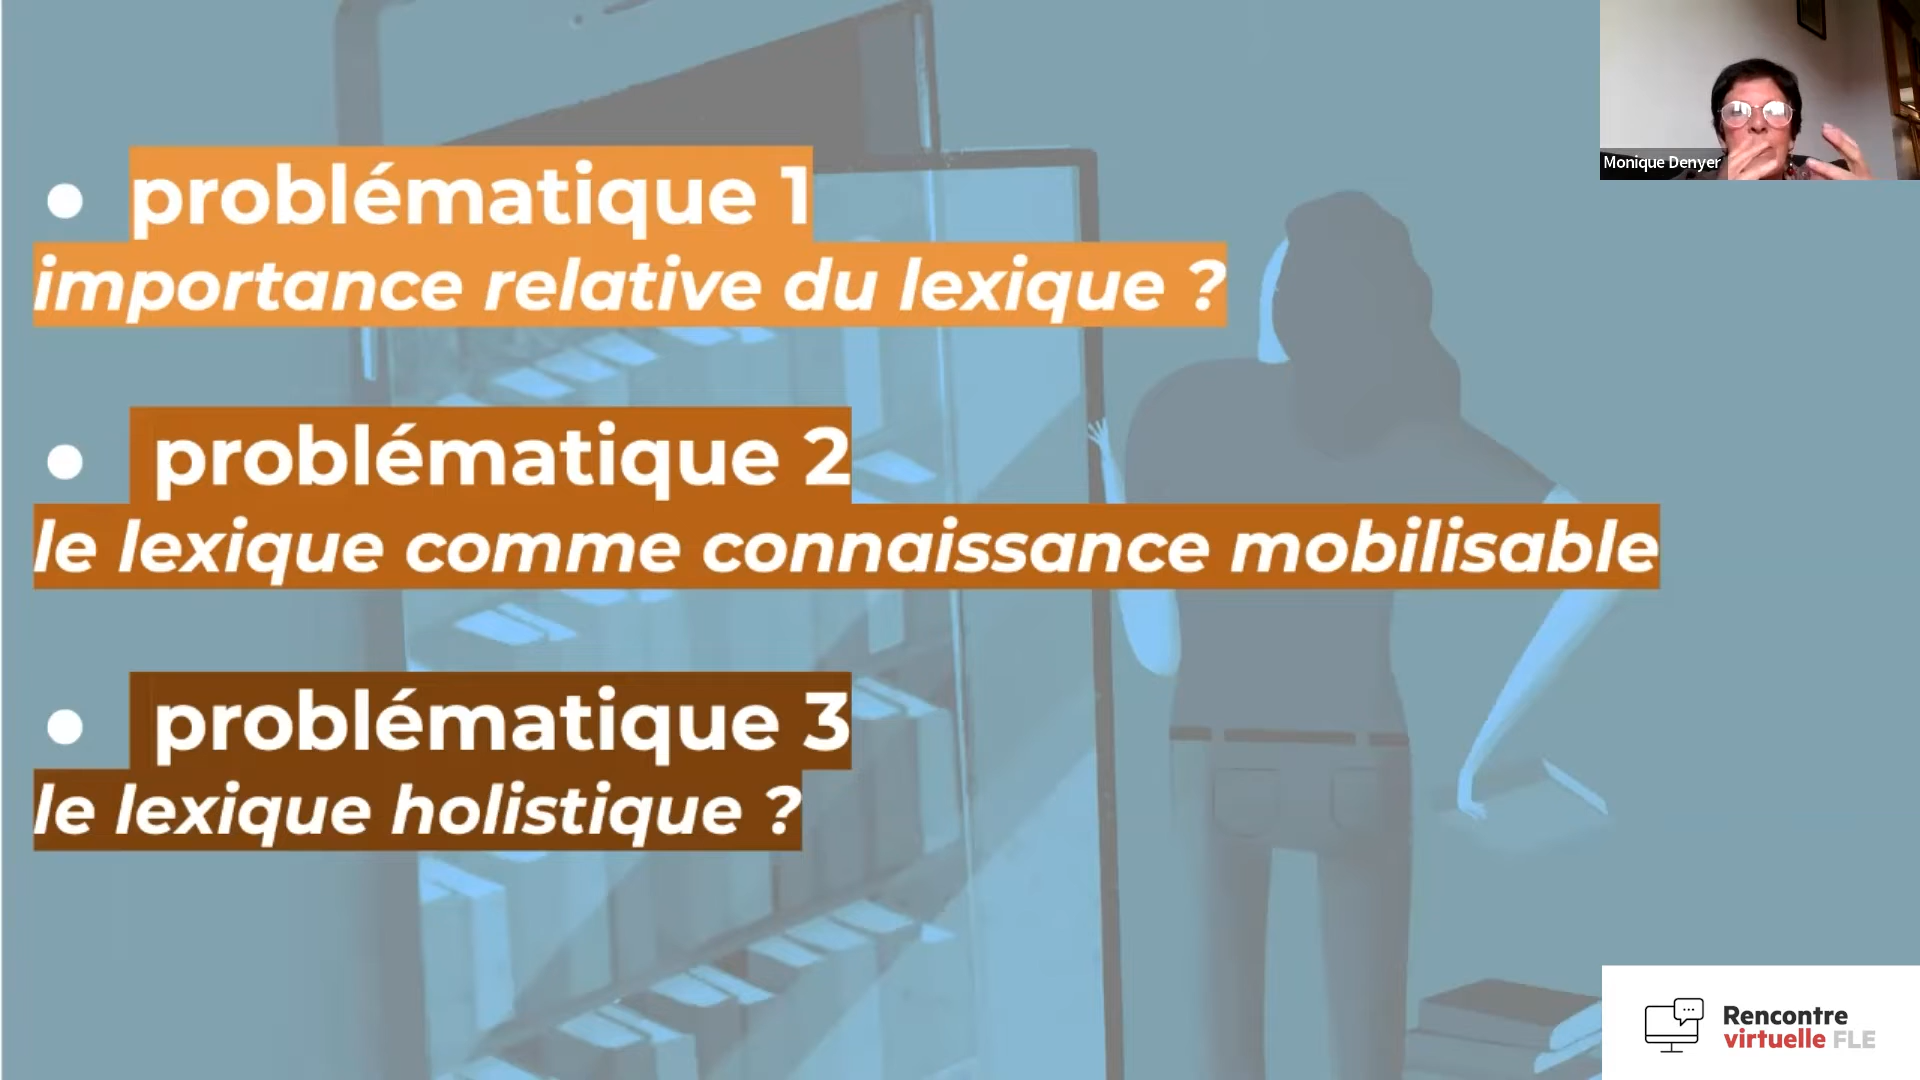 • problématique 1
importance relative du lexique ?
• problématique 2
le lexique comme connaissance mobilisable
• problématique 3
le lexique holistique ?
Monique Denyer
Rencontre
virtuelle FLE